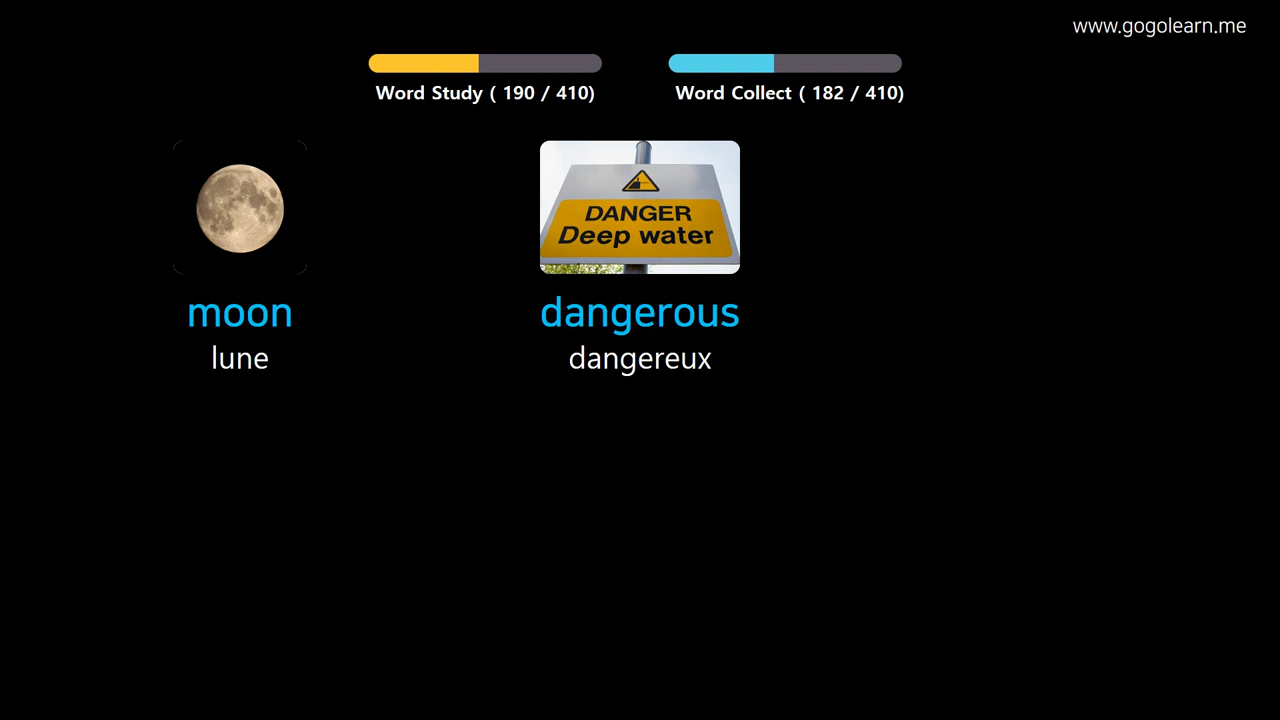 www.gogolearn.me
Word Study ( 190 / 410)
Word Collect ( 182 / 410)
DANGER
Deep water
moon
dangerous
lune
dangereux